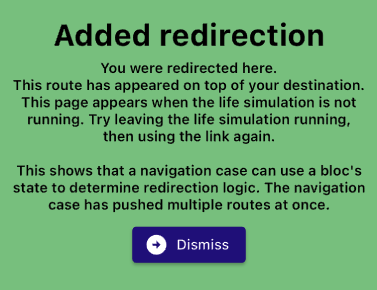 Added redirection
You were redirected here.
This route has appeared on top of your destination.
This page appears when the life simulation is not
running. Try leaving the life simulation running,
then using the link again.
This shows that a navigation case can use a bloc's
state to determine redirection logic. The navigation
case has pushed multiple routes at once.
Dismiss